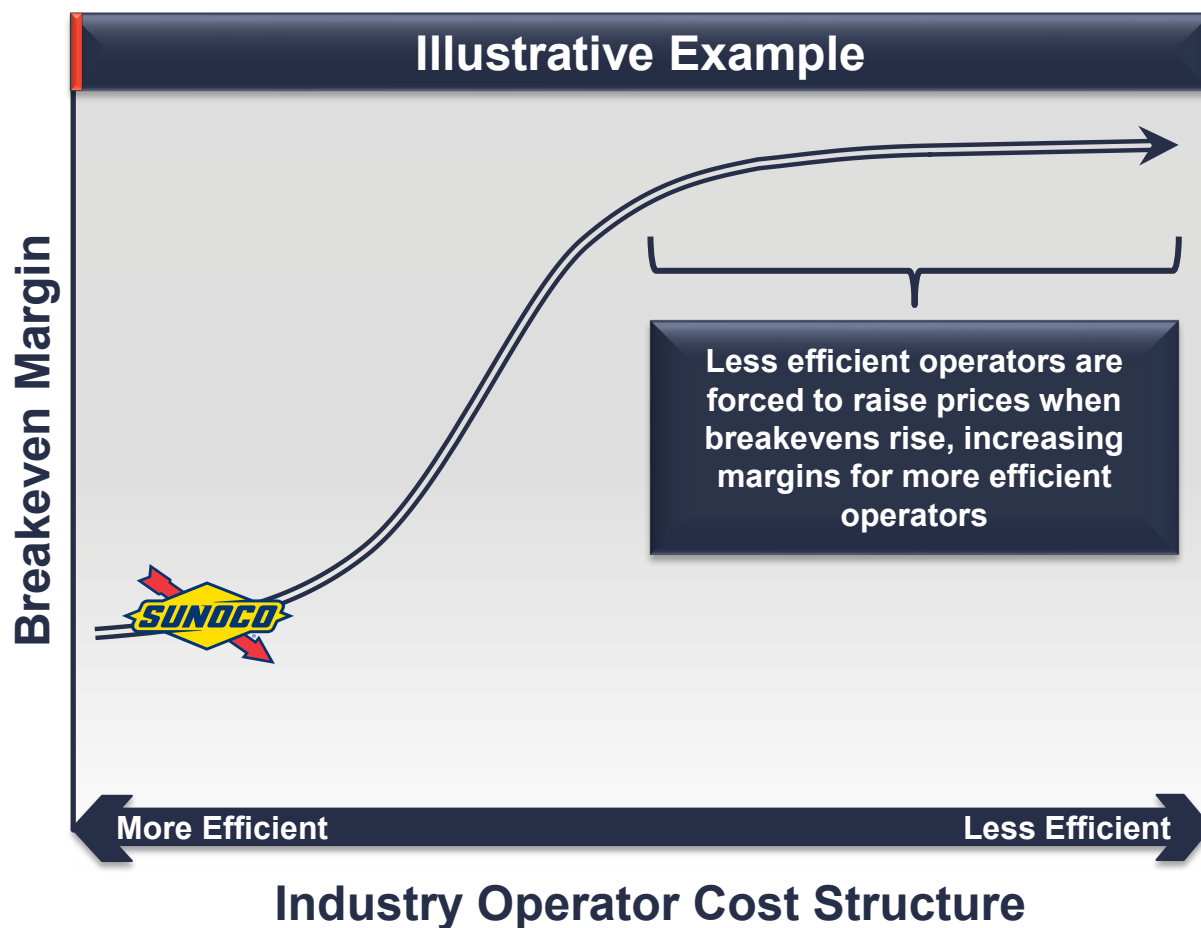 Illustrative Example
Breakeven Margin
Less efficient operators are
forced to raise prices when
breakevens rise, increasing
margins for more efficient
operators
SUNOCO
More Efficient
Less Efficient
Industry Operator Cost Structure